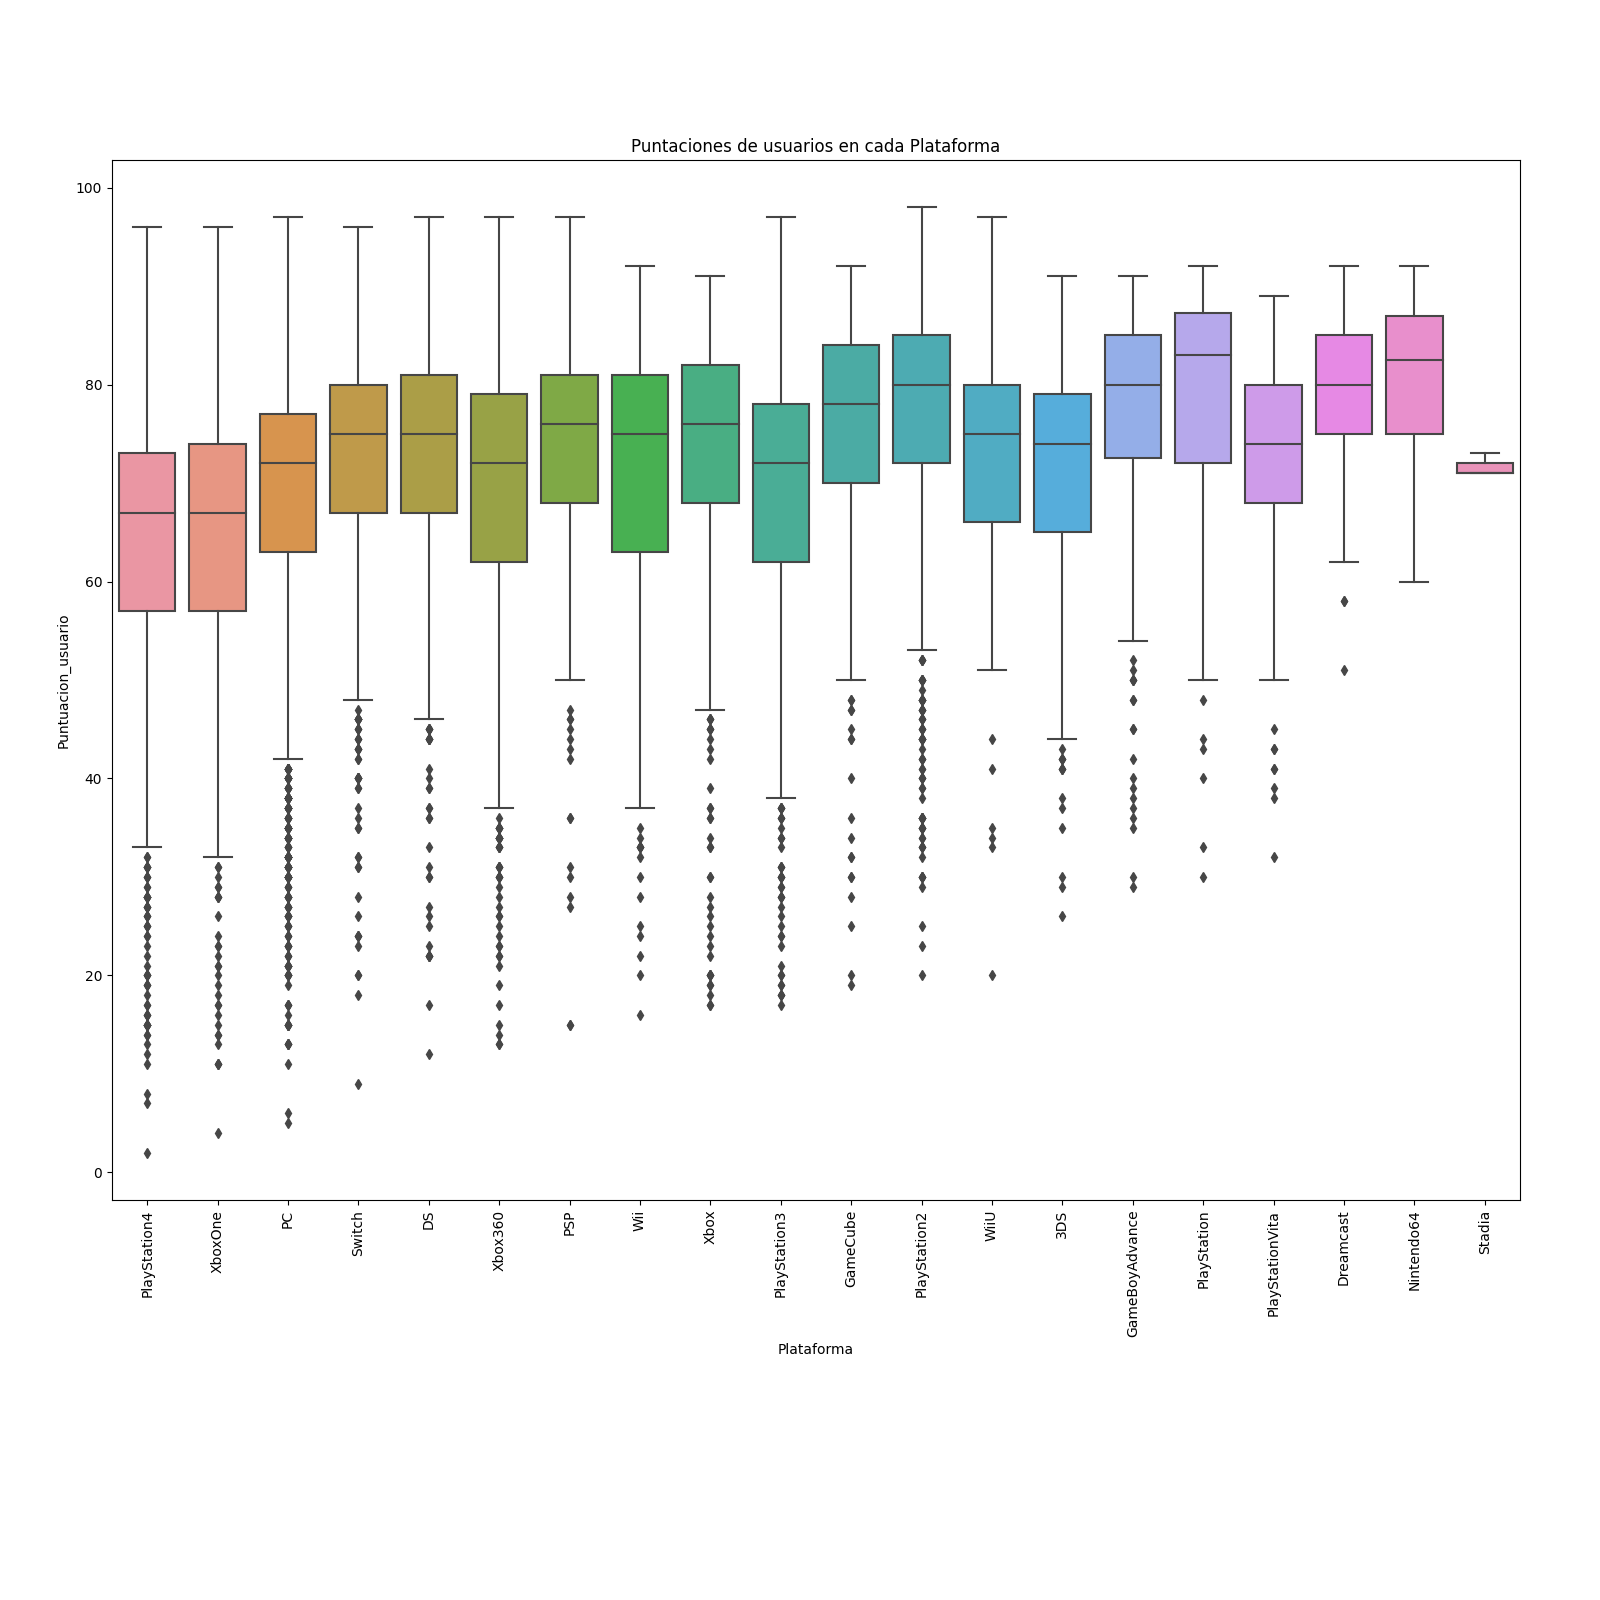 Puntaciones de usuarios en cada Plataforma
Puntuacion_usuario
100
80
60
40
20
0
PlayStation4
XboxOne
PC
Switch
DS
Xbox360
PSP
Wii
Xbox
PlayStation3
GameCube
PlayStation2
WiiU
3DS
GameBoyAdvance
PlayStation
PlayStationVita
Dreamcast
Nintendo64
Stadia
Plataforma